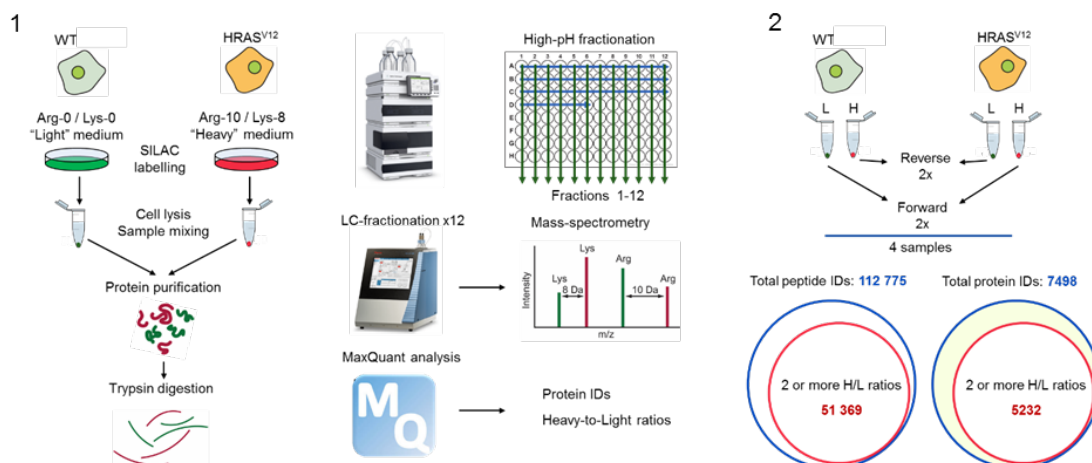 1
WT
HRASV12
Arg-0 / Lys-0
"Light" medium
Arg-10 / Lys-8
"Heavy" medium
SILAC
labelling
Cell lysis
Sample mixing
Protein purification
Trypsin digestion
High-pH fractionation
1 2 3 4 5 6 7 8 9 10 11 12
A
B
C
D
E
F
G
H
Fractions 1-12
LC-fractionation x12
Mass-spectrometry
Intensity
Lys
8 Da
Lys
Arg
10 Da
Arg
m/z
MaxQuant analysis
M
Q
Protein IDs
Heavy-to-Light ratios
2
WT
HRASV12
L H
L H
Reverse
2x
Forward
2x
4 samples
Total peptide IDs: 112 775
2 or more H/L ratios
51 369
Total protein IDs: 7498
2 or more H/L ratios
5232